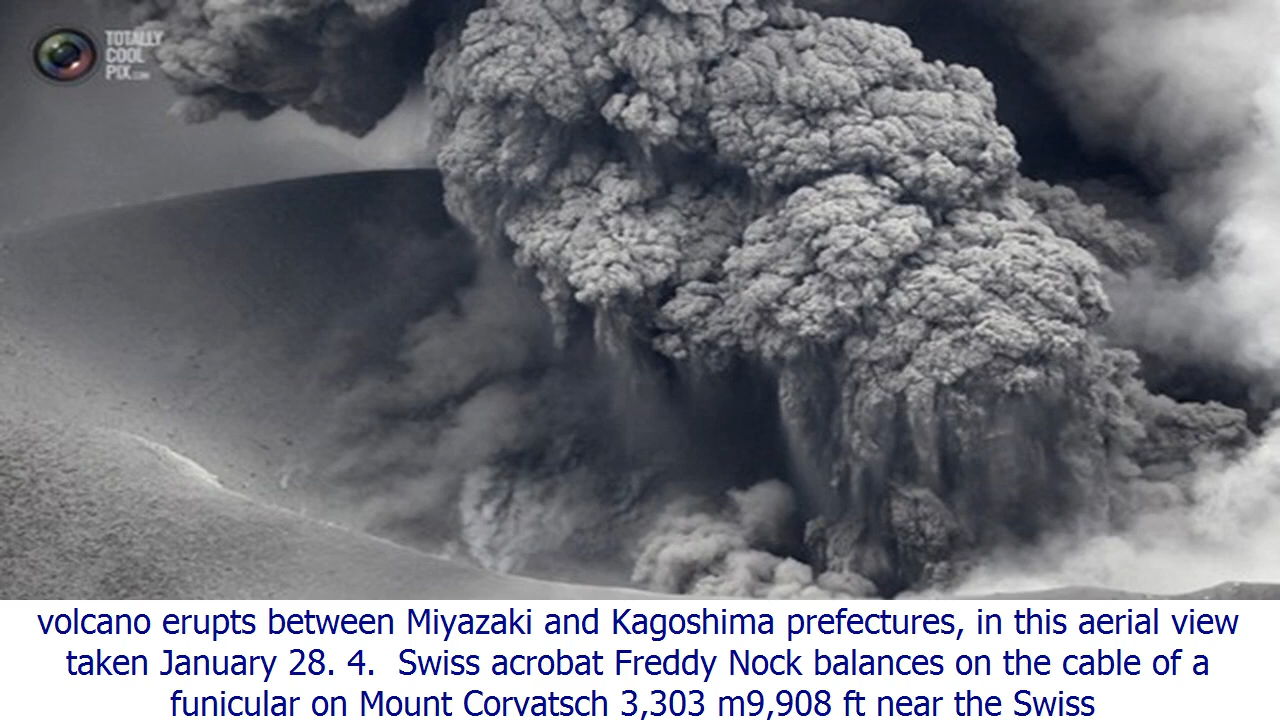 TOTALLY
COOL
PIX.COM
volcano erupts between Miyazaki and Kagoshima prefectures, in this aerial view
taken January 28. 4.  Swiss acrobat Freddy Nock balances on the cable of a
funicular on Mount Corvatsch 3,303 m9,908 ft near the Swiss